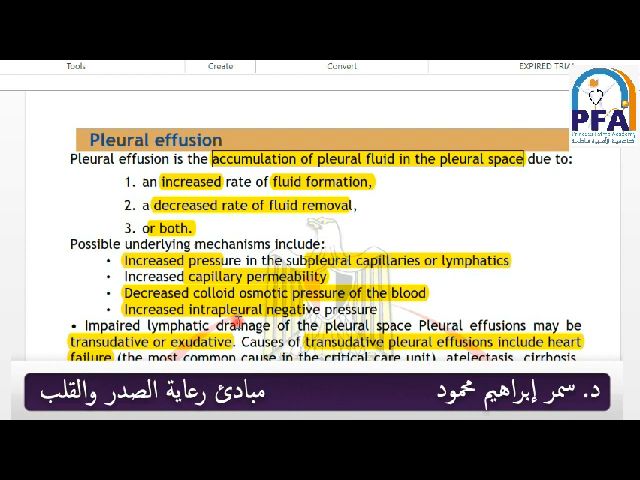 Tools Create Convert EXPIRED TRIAL
PFA
Pleural effusion
Pleural effusion is the accumulation of pleural fluid in the pleural space due to:
1. an increased rate of fluid formation,
2. a decreased rate of fluid removal,
3. or both.
Possible underlying mechanisms include:
• Increased pressure in the subpleural capillaries or lymphatics
• Increased capillary permeability
• Decreased colloid osmotic pressure of the blood
• Increased intrapleural negative pressure
• Impaired lymphatic drainage of the pleural space Pleural effusions may be
transudative or exudative. Causes of transudative pleural effusions include heart
failure (the most common cause in the critical care unit), atelectasis, cirrhosis,
د. سمر إبراهيم محمود
مبادئ رعاية الصدر والقلب